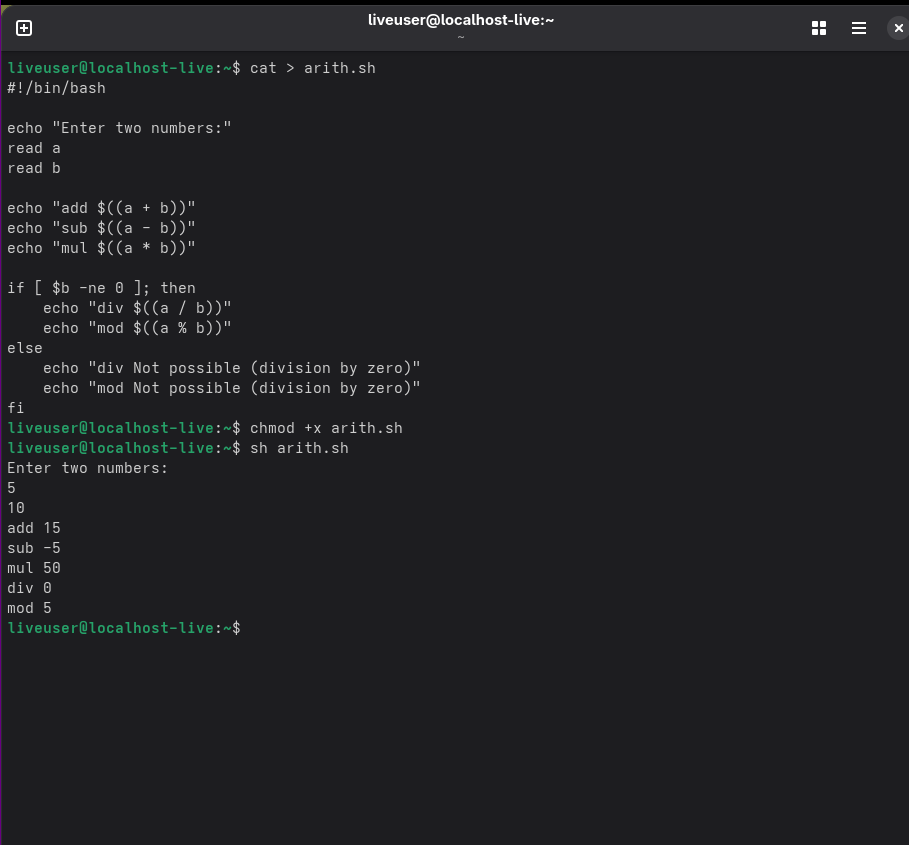 liveuser@localhost-live:~
~
liveuser@localhost-live:~$ cat > arith.sh
#!/bin/bash

echo "Enter two numbers:"
read a
read b

echo "add $((a + b))"
echo "sub $((a - b))"
echo "mul $((a * b))"

if [ $b -ne 0 ]; then
    echo "div $((a / b))"
    echo "mod $((a % b))"
else
    echo "div Not possible (division by zero)"
    echo "mod Not possible (division by zero)"
fi
liveuser@localhost-live:~$ chmod +x arith.sh
liveuser@localhost-live:~$ sh arith.sh
Enter two numbers:
5
10
add 15
sub -5
mul 50
div 0
mod 5
liveuser@localhost-live:~$